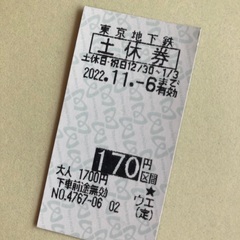 東京地下鉄
土休券
土休日・祝日12/30〜1/3
2022.11.-6まで有効
170円区間
大人 1700円 ★
下車前途無効 ウエ
NO.4767-06 02 (定)